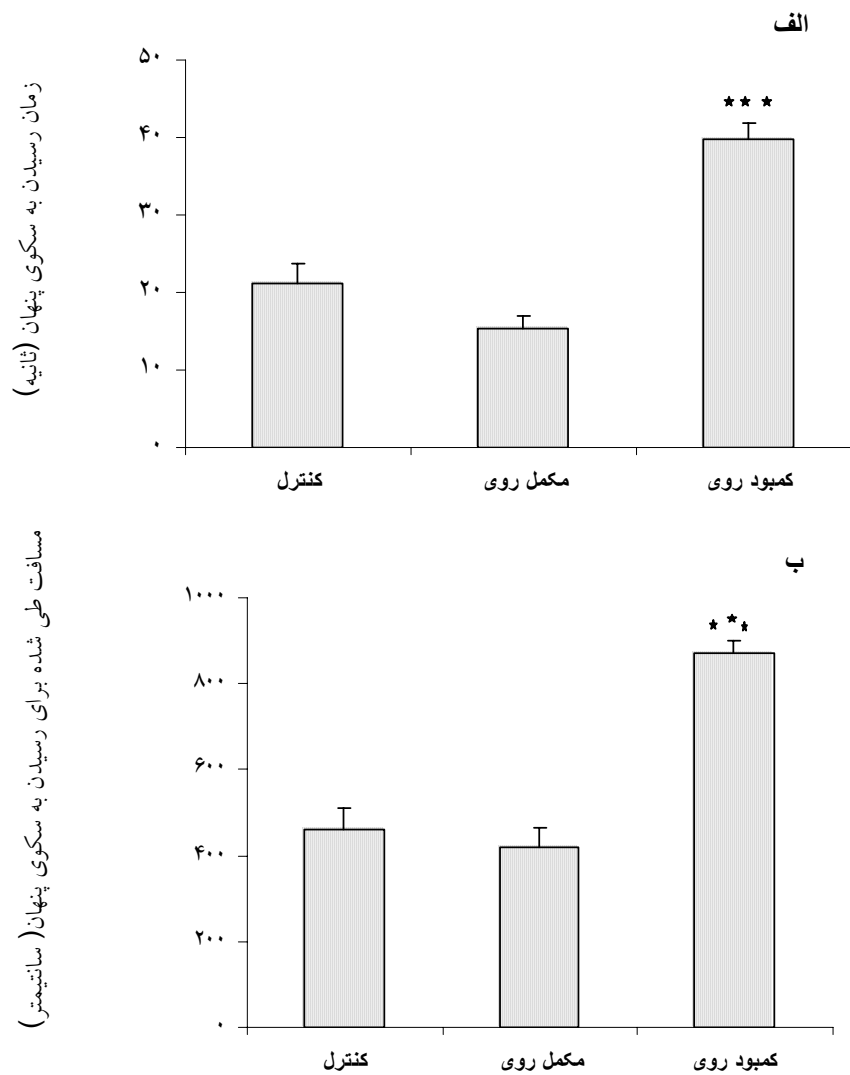 الف
زمان رسیدن به سکوی پنهان (ثانیه)
۵۰
۴۰
۳۰
۲۰
۱۰
۰
***
کنترل
مکمل روی
کمبود روی
ب
مسافت طی شده برای رسیدن به سکوی پنهان( سانتیمتر)
۱۰۰۰
۸۰۰
۶۰۰
۴۰۰
۲۰۰
۰
***
کنترل
مکمل روی
کمبود روی